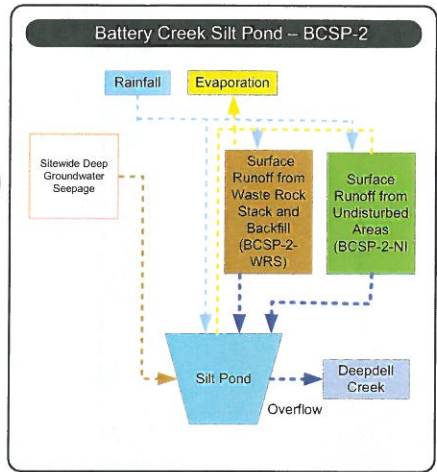 Battery Creek Silt Pond – BCSP-2
Rainfall
Evaporation
Sitewide Deep
Groundwater
Seepage
Surface
Runoff from
Waste Rock
Stack and
Backfill
(BCSP-2-
WRS)
Surface
Runoff from
Undisturbed
Areas
(BCSP-2-NI
Silt Pond
Deepdell
Creek
Overflow